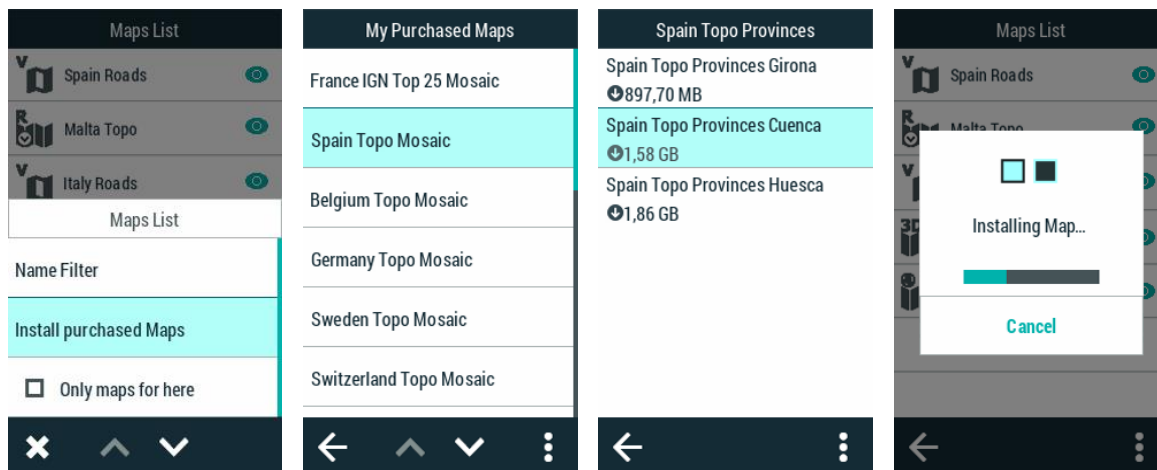 Maps List
V
Spain Roads
R
Malta Topo
V
Italy Roads
Maps List
Name Filter
Install purchased Maps
Only maps for here
My Purchased Maps
France IGN Top 25 Mosaic
Spain Topo Mosaic
Belgium Topo Mosaic
Germany Topo Mosaic
Sweden Topo Mosaic
Switzerland Topo Mosaic
Spain Topo Provinces
Spain Topo Provinces Girona
897,70 MB
Spain Topo Provinces Cuenca
1,58 GB
Spain Topo Provinces Huesca
1,86 GB
Maps List
V
Spain Roads
R
Malta Topo
V
3D
Installing Map...
Cancel